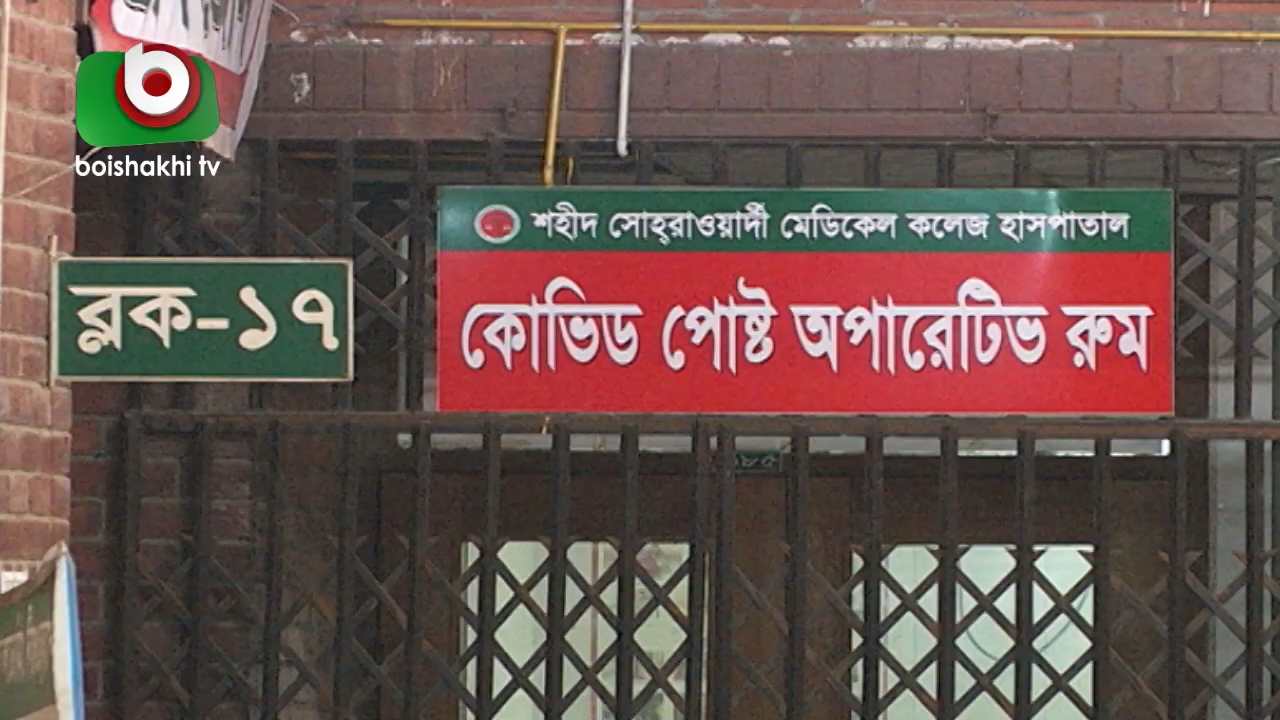 boishakhi tv
শহীদ সোহ্‌রাওয়ার্দী মেডিকেল কলেজ হাসপাতাল
ব্লক-১৭
কোভিড পোষ্ট অপারেটিভ রুম